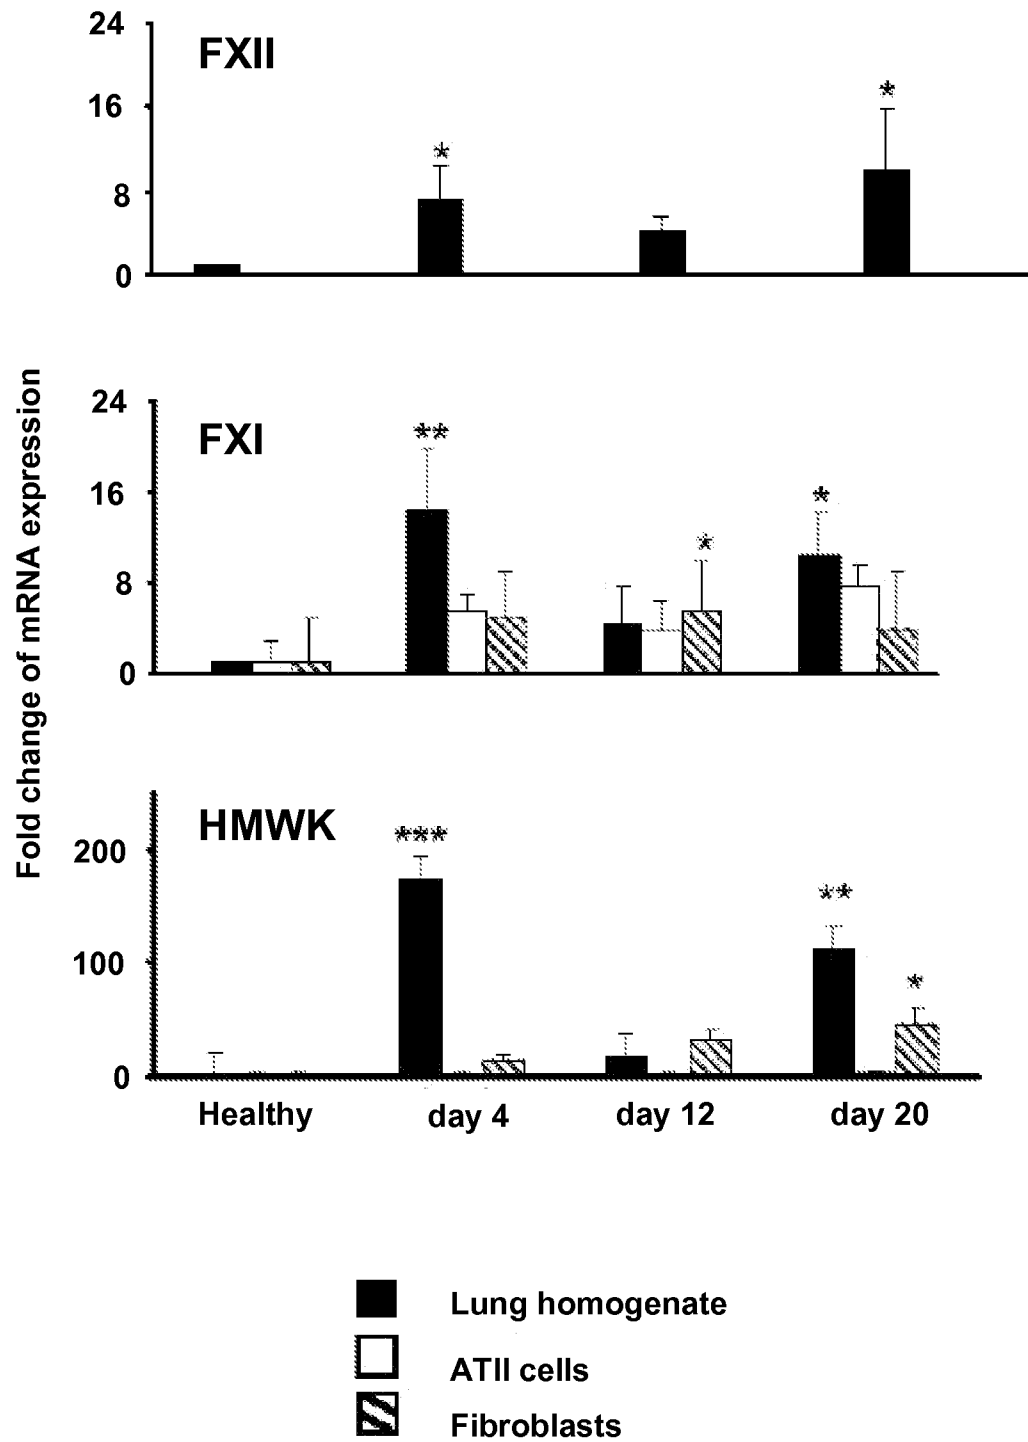 24
FXII
*
16
*
8
0
Fold change of mRNA expression
24
FXI
**
16
*
*
8
0
HMWK
***
200
**
100
*
0
Healthy day 4 day 12 day 20
Lung homogenate
ATII cells
Fibroblasts